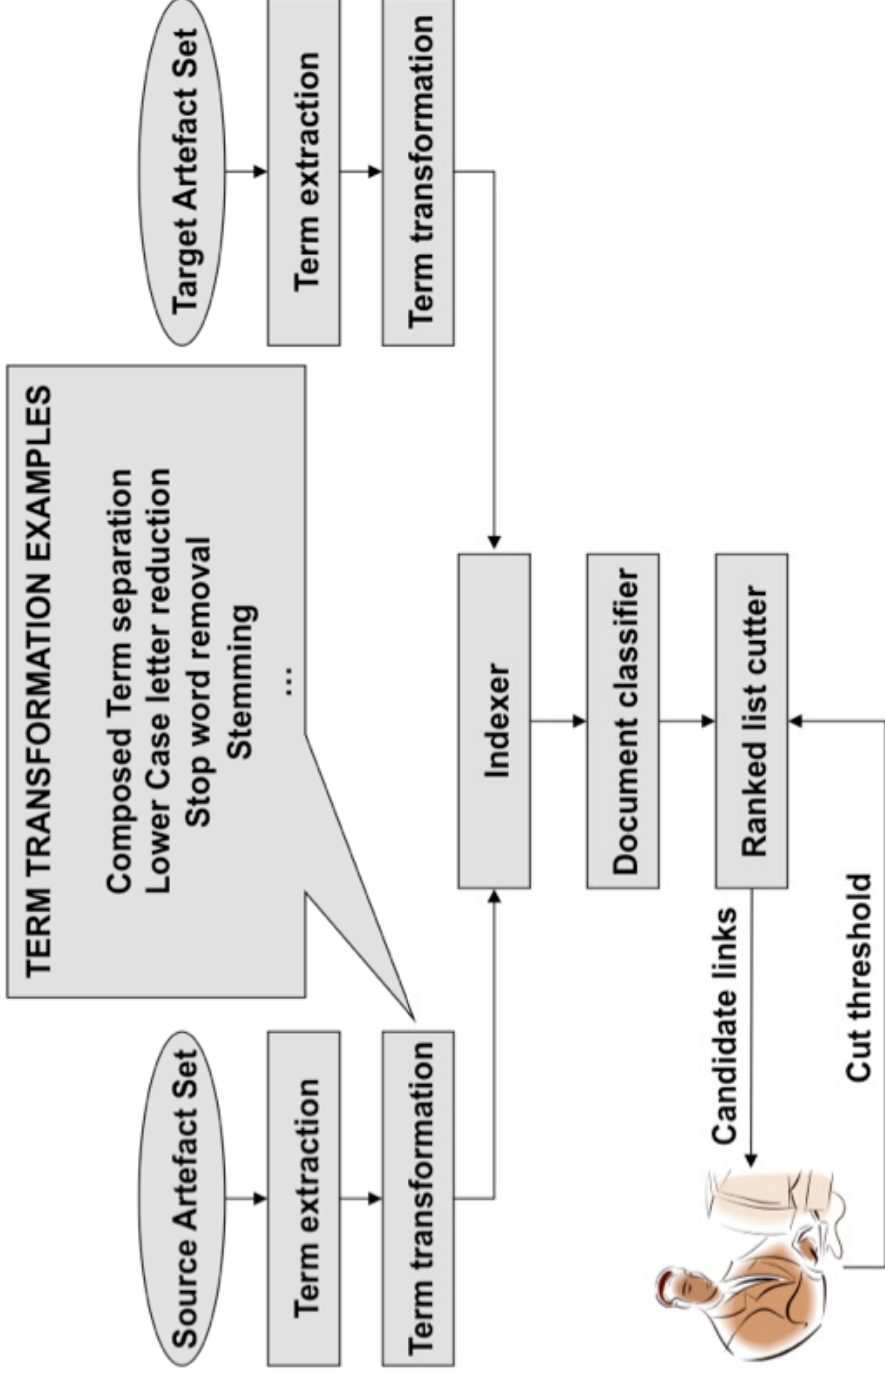 TERM TRANSFORMATION EXAMPLES
Composed Term separation
Lower Case letter reduction
Stop word removal
Stemming
...
Source Artefact Set
Term extraction
Term transformation
Target Artefact Set
Term extraction
Term transformation
Indexer
Document classifier
Ranked list cutter
Candidate links
Cut threshold